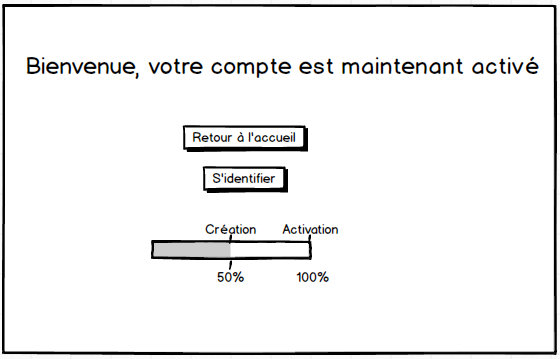 Bienvenue, votre compte est maintenant activé
Retour à l'accueil
S'identifier
Création Activation
50% 100%